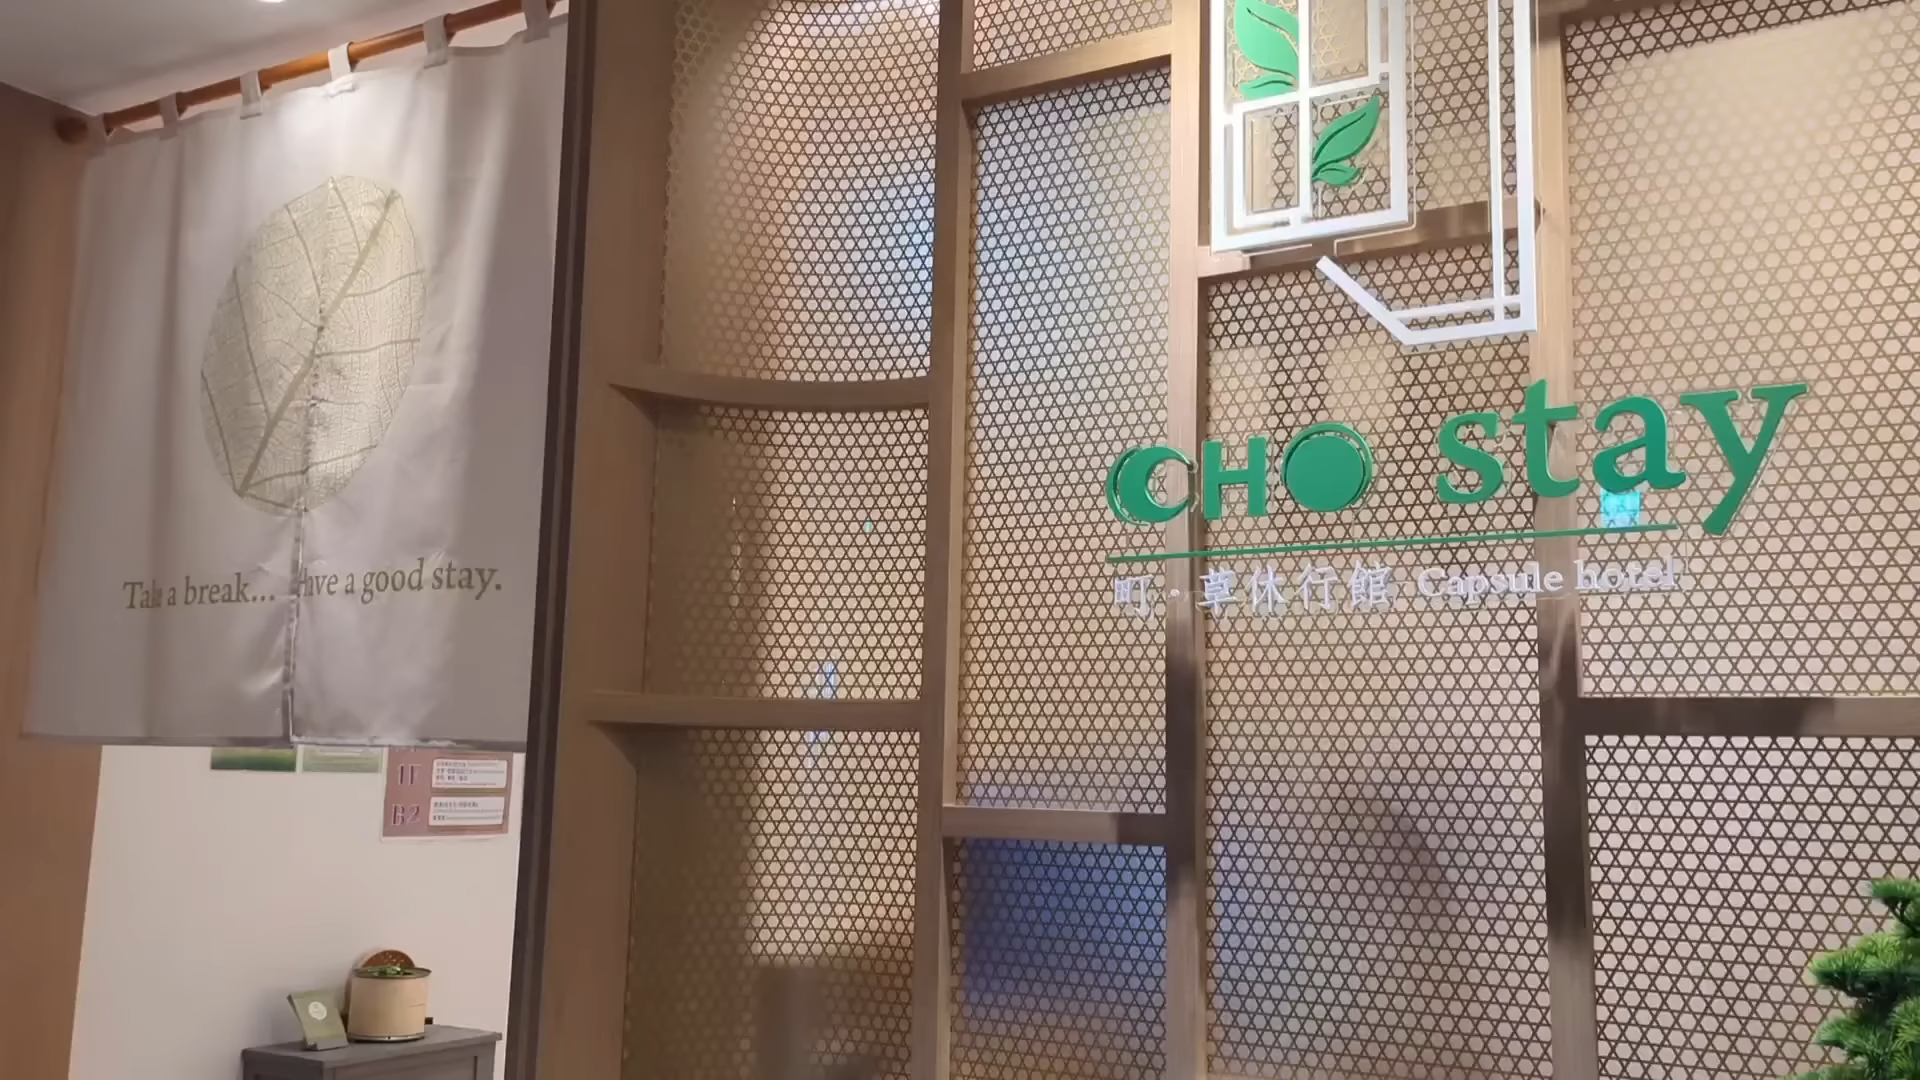 Take a break... Have a good stay.
CHO stay
町·草休行館 Capsule hotel
1F
B2